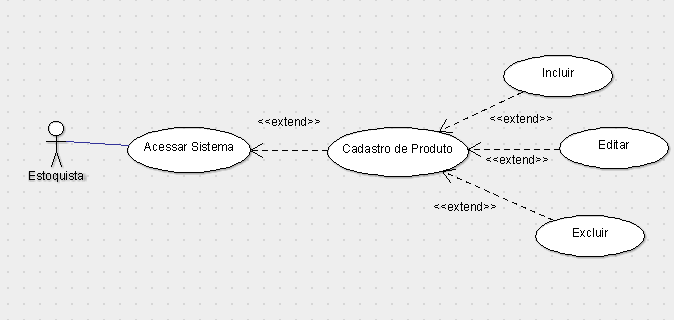 Incluir
<<extend>>
<<extend>>
Acessar Sistema
Cadastro de Produto
Editar
<<extend>>
Estoquista
<<extend>>
Excluir